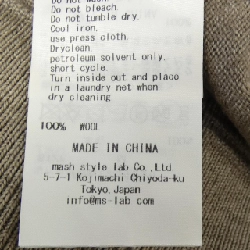 Do not bleach.
Do not tumble dry.
Cool iron.
use press cloth.
Dryclean
petroleum solvent only.
short cycle.
Turn inside out and place
in a laundry net when
dry cleaning
100% WOOL
MADE IN CHINA
mash style lab Co.,Ltd
5-7-1 Kojimachi Chiyoda-ku
Tokyo, Japan
info@ms-lab.com